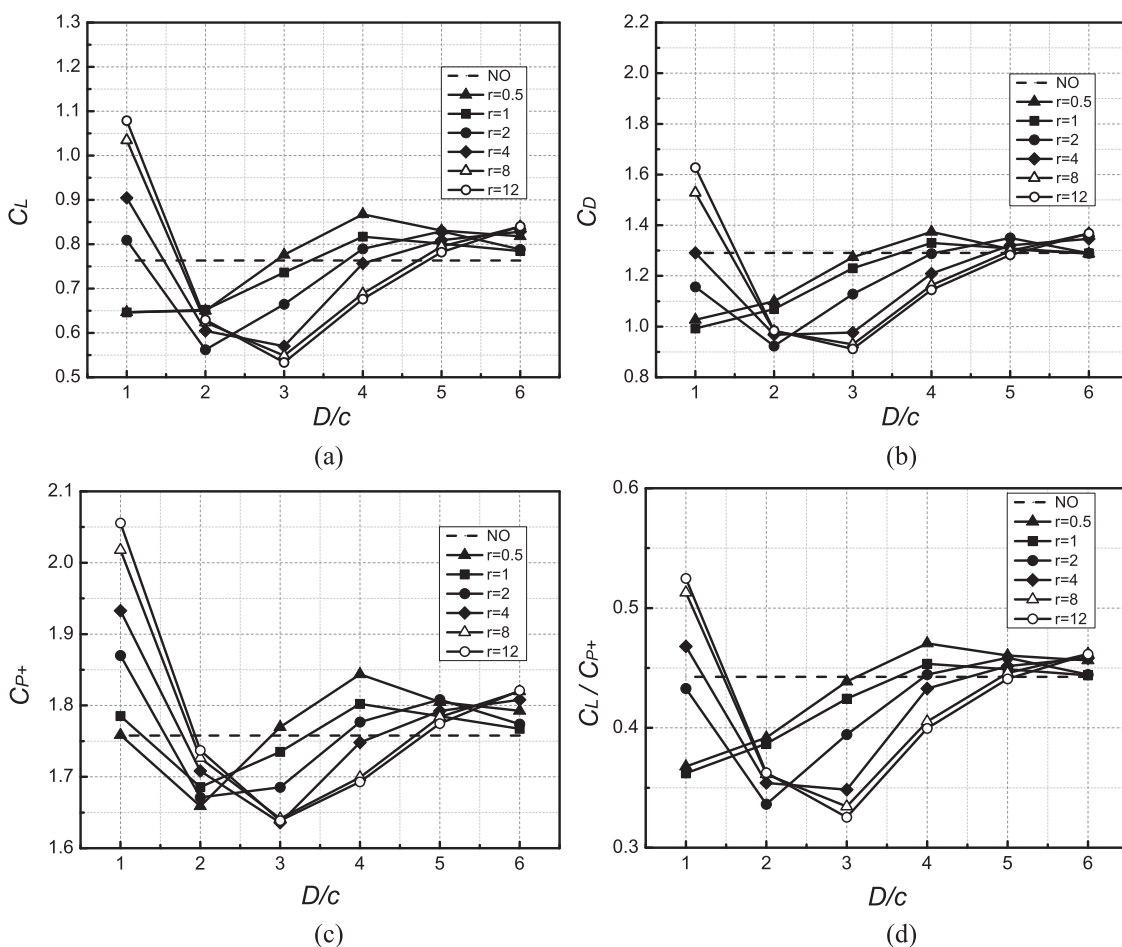 1.3
1.2
1.1
1.0
0.9
0.8
0.7
0.6
0.5
CL
NO
r=0.5
r=1
r=2
r=4
r=8
r=12
1 2 3 4 5 6
D/c
(a)
2.2
2.0
1.8
1.6
1.4
1.2
1.0
0.8
CD
NO
r=0.5
r=1
r=2
r=4
r=8
r=12
1 2 3 4 5 6
D/c
(b)
2.1
2.0
1.9
1.8
1.7
1.6
CP+
NO
r=0.5
r=1
r=2
r=4
r=8
r=12
1 2 3 4 5 6
D/c
(c)
0.6
0.5
0.4
0.3
CL / CP+
NO
r=0.5
r=1
r=2
r=4
r=8
r=12
1 2 3 4 5 6
D/c
(d)